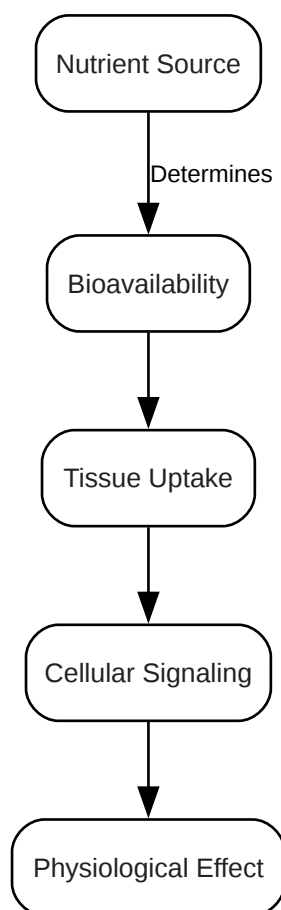 Nutrient Source
Determines
Bioavailability
Tissue Uptake
Cellular Signaling
Physiological Effect